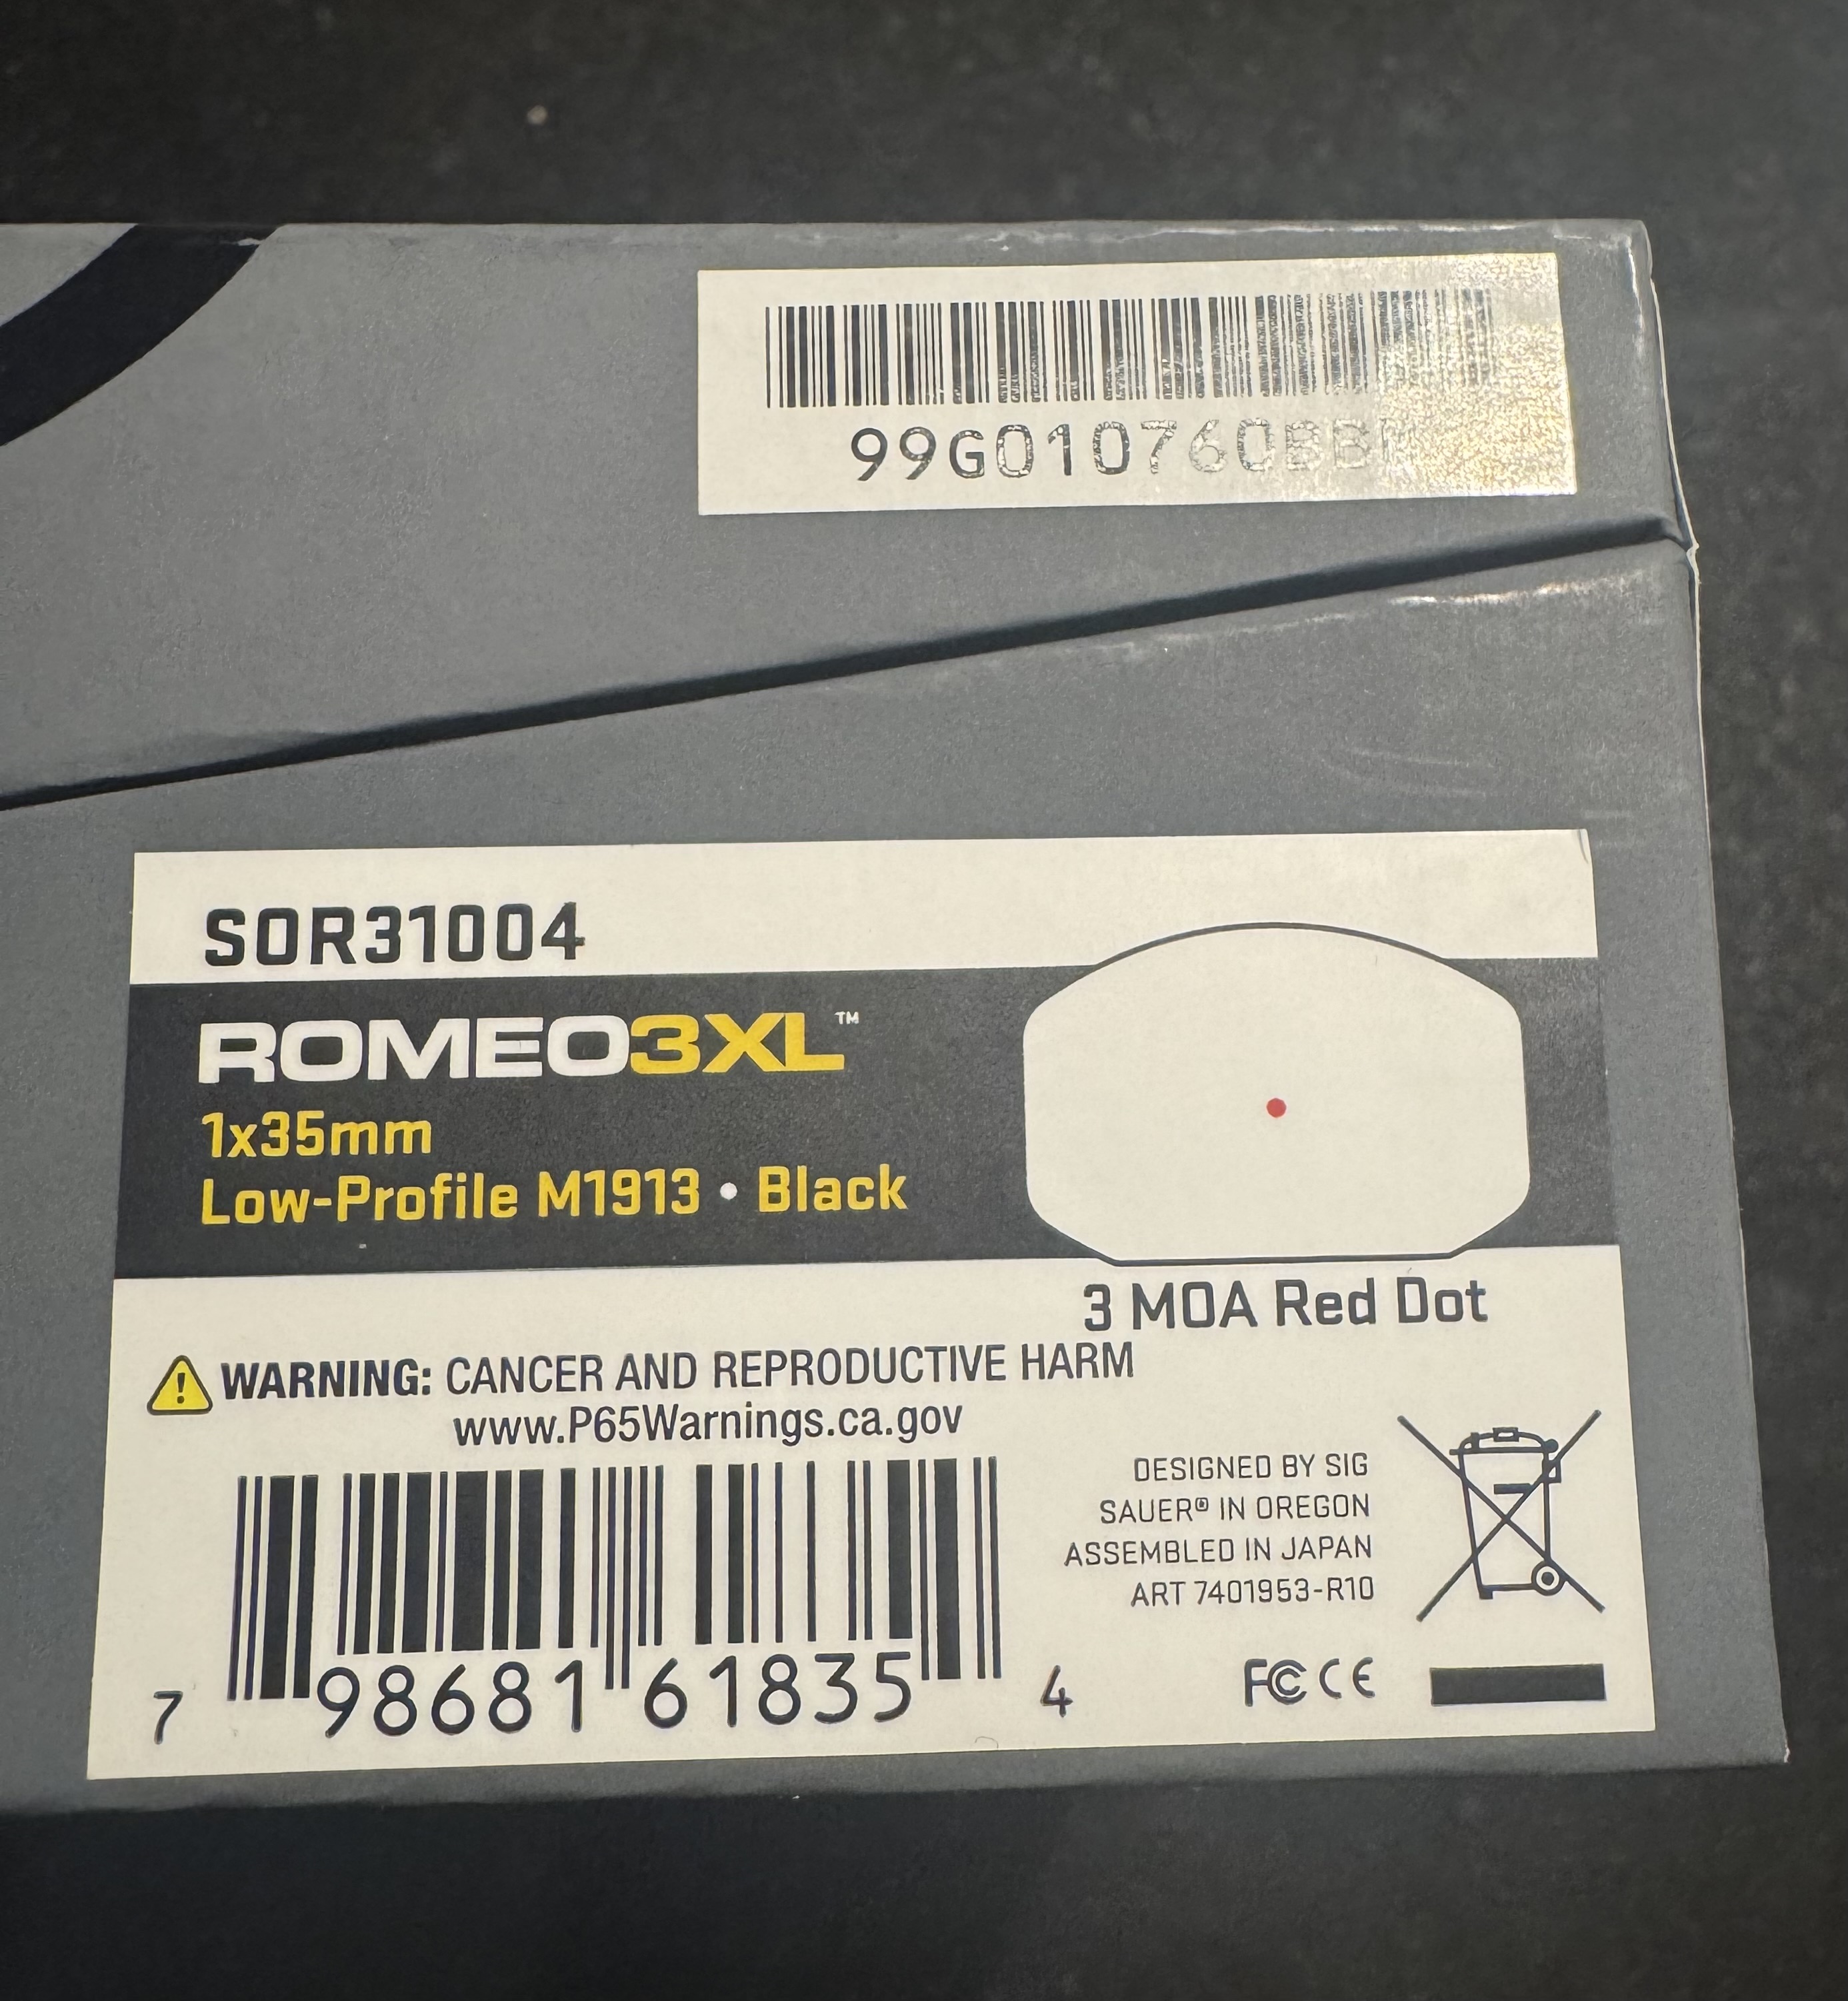 SOR31004
ROMEO3XL™
1x35mm
Low-Profile M1913 • Black
3 MOA Red Dot
WARNING: CANCER AND REPRODUCTIVE HARM
www.P65Warnings.ca.gov
DESIGNED BY SIG
SAUER® IN OREGON
ASSEMBLED IN JAPAN
ART 7401953-R10
7 98681 61835 4
FC CE